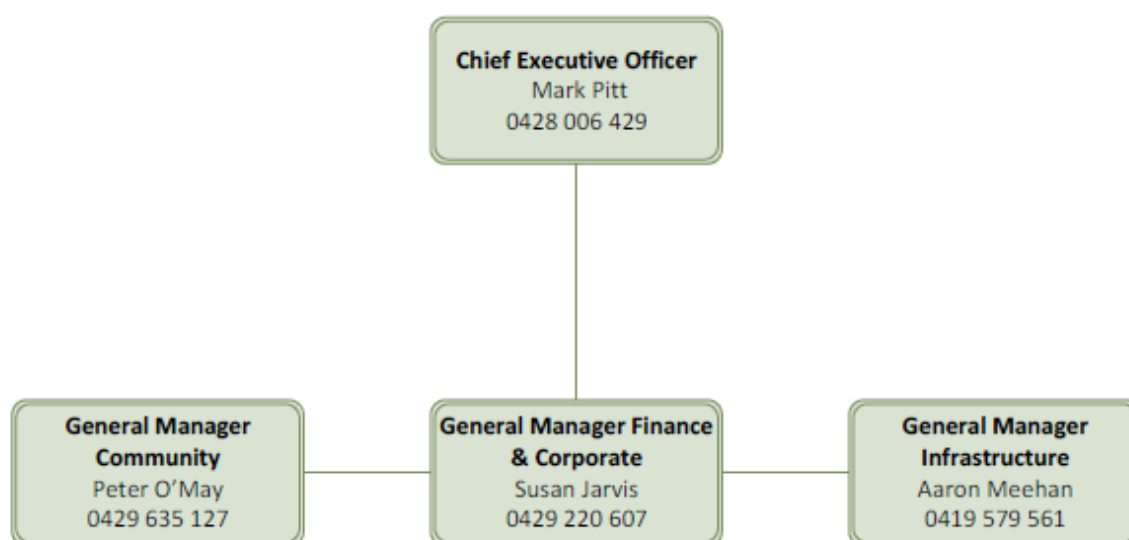 Chief Executive Officer
Mark Pitt
0428 006 429
General Manager
Community
Peter O’May
0429 635 127
General Manager Finance
& Corporate
Susan Jarvis
0429 220 607
General Manager
Infrastructure
Aaron Meehan
0419 579 561